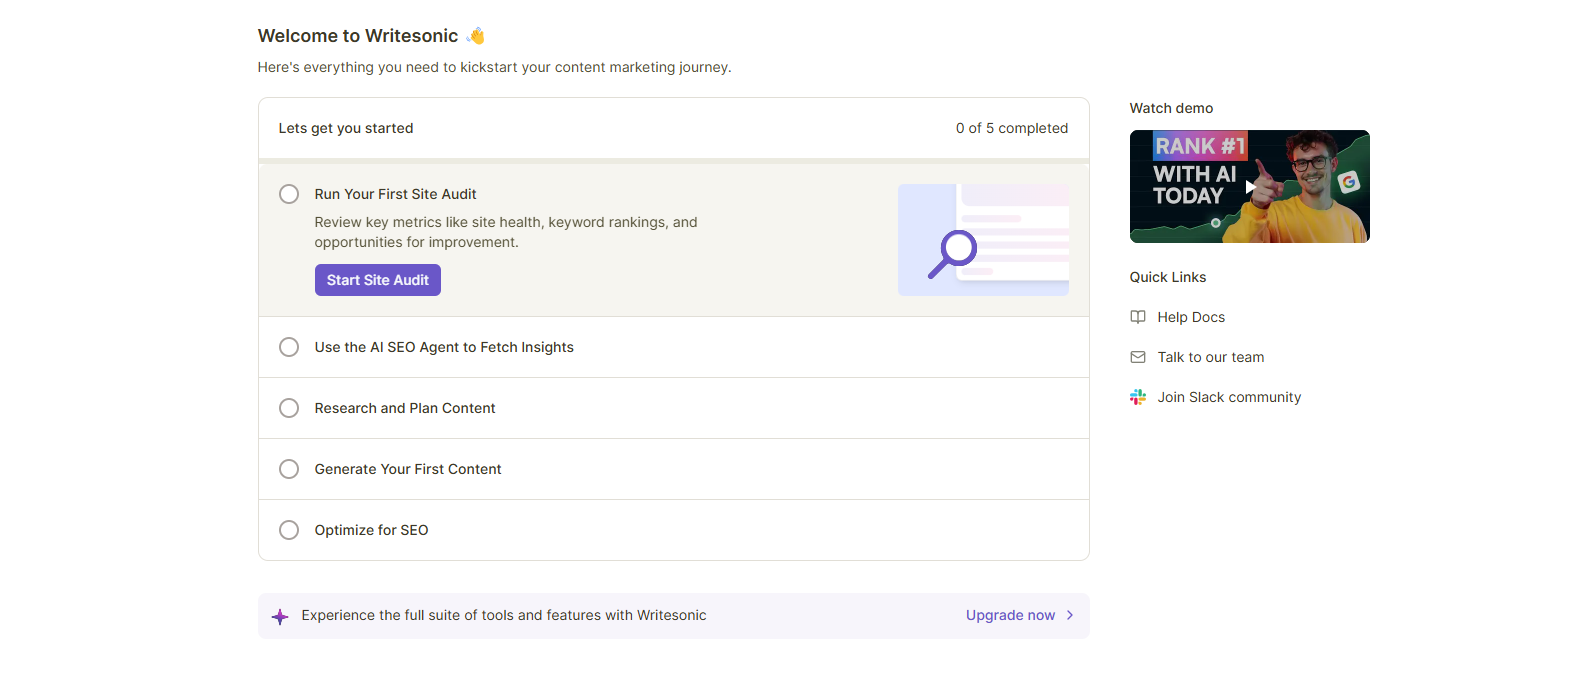 Welcome to Writesonic 👋
Here's everything you need to kickstart your content marketing journey.
Lets get you started
0 of 5 completed
Run Your First Site Audit
Review key metrics like site health, keyword rankings, and
opportunities for improvement.
Start Site Audit
Use the AI SEO Agent to Fetch Insights
Research and Plan Content
Generate Your First Content
Optimize for SEO
Experience the full suite of tools and features with Writesonic
Upgrade now
Watch demo
RANK #1
WITH AI
TODAY
G
Quick Links
Help Docs
Talk to our team
Join Slack community